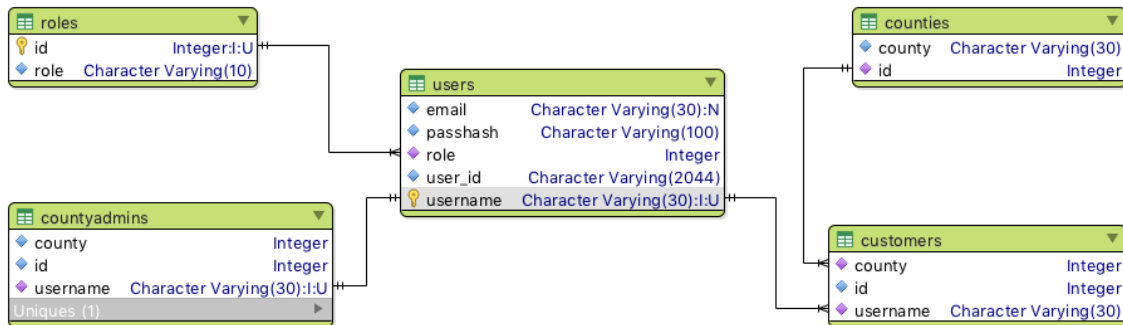 roles
id Integer:I:U
role Character Varying(10)
countyadmins
county Integer
id Integer
username Character Varying(30):I:U
Uniques (1)
users
email Character Varying(30):N
passhash Character Varying(100)
role Integer
user_id Character Varying(2044)
username Character Varying(30):I:U
counties
county Character Varying(30)
id Integer
customers
county Integer
id Integer
username Character Varying(30)